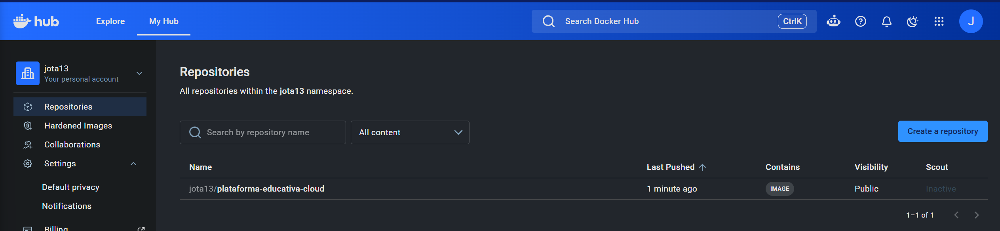 hub
Explore
My Hub
Search Docker Hub
CtrlK
J
jota13
Your personal account
Repositories
Hardened Images
Collaborations
Settings
Default privacy
Notifications
Billing
Repositories
All repositories within the jota13 namespace.
Search by repository name
All content
Create a repository
Name
Last Pushed
Contains
Visibility
Scout
jota13/plataforma-educativa-cloud
1 minute ago
IMAGE
Public
Inactive
1–1 of 1